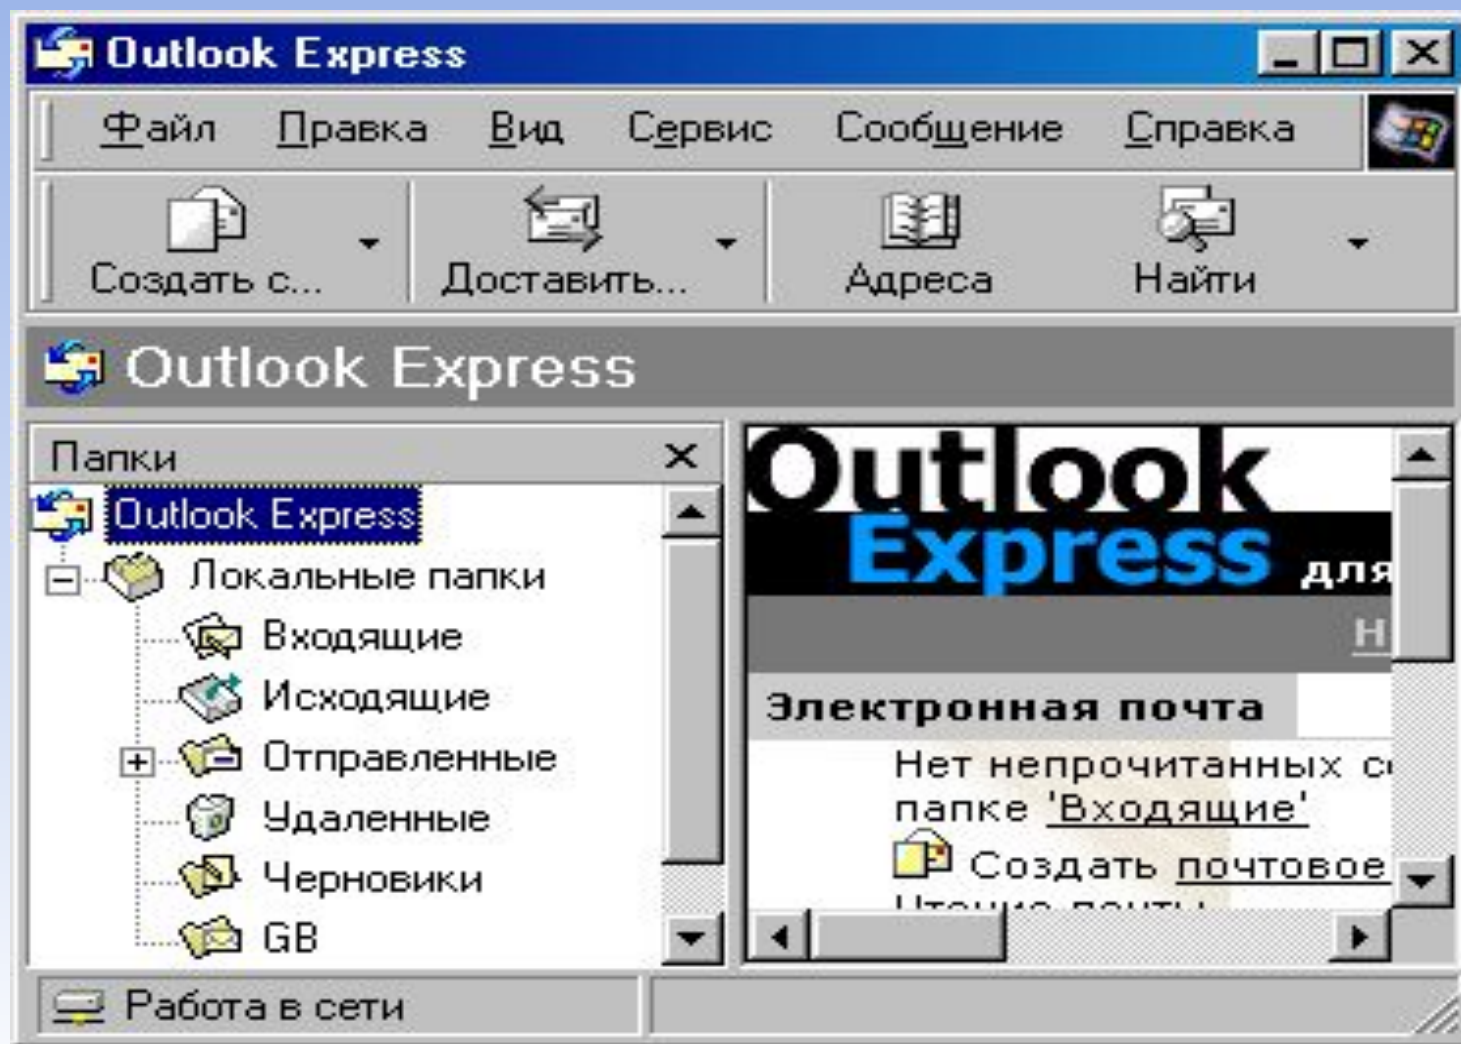 Outlook Express
Файл Правка Вид Сервис Сообщение Справка
Создать с... Доставить... Адреса Найти
Outlook Express
Папки
Outlook Express
Локальные папки
Входящие
Исходящие
Отправленные
Удаленные
Черновики
GB
Outlook
Express для
Электронная почта
Нет непрочитанных
папке 'Входящие'
Создать почтовое
Работа в сети